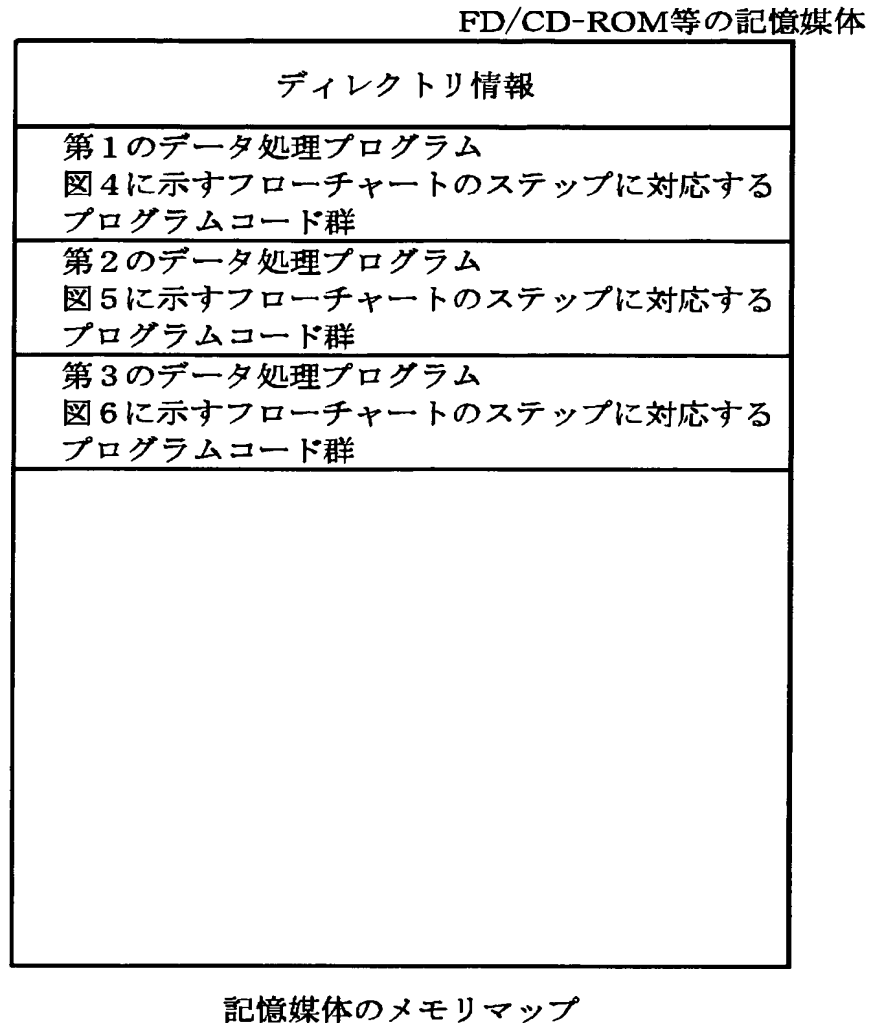 FD/CD-ROM等の記憶媒体
ディレクトリ情報
第1のデータ処理プログラム
図4に示すフローチャートのステップに対応する
プログラムコード群
第2のデータ処理プログラム
図5に示すフローチャートのステップに対応する
プログラムコード群
第3のデータ処理プログラム
図6に示すフローチャートのステップに対応する
プログラムコード群
記憶媒体のメモリマップ